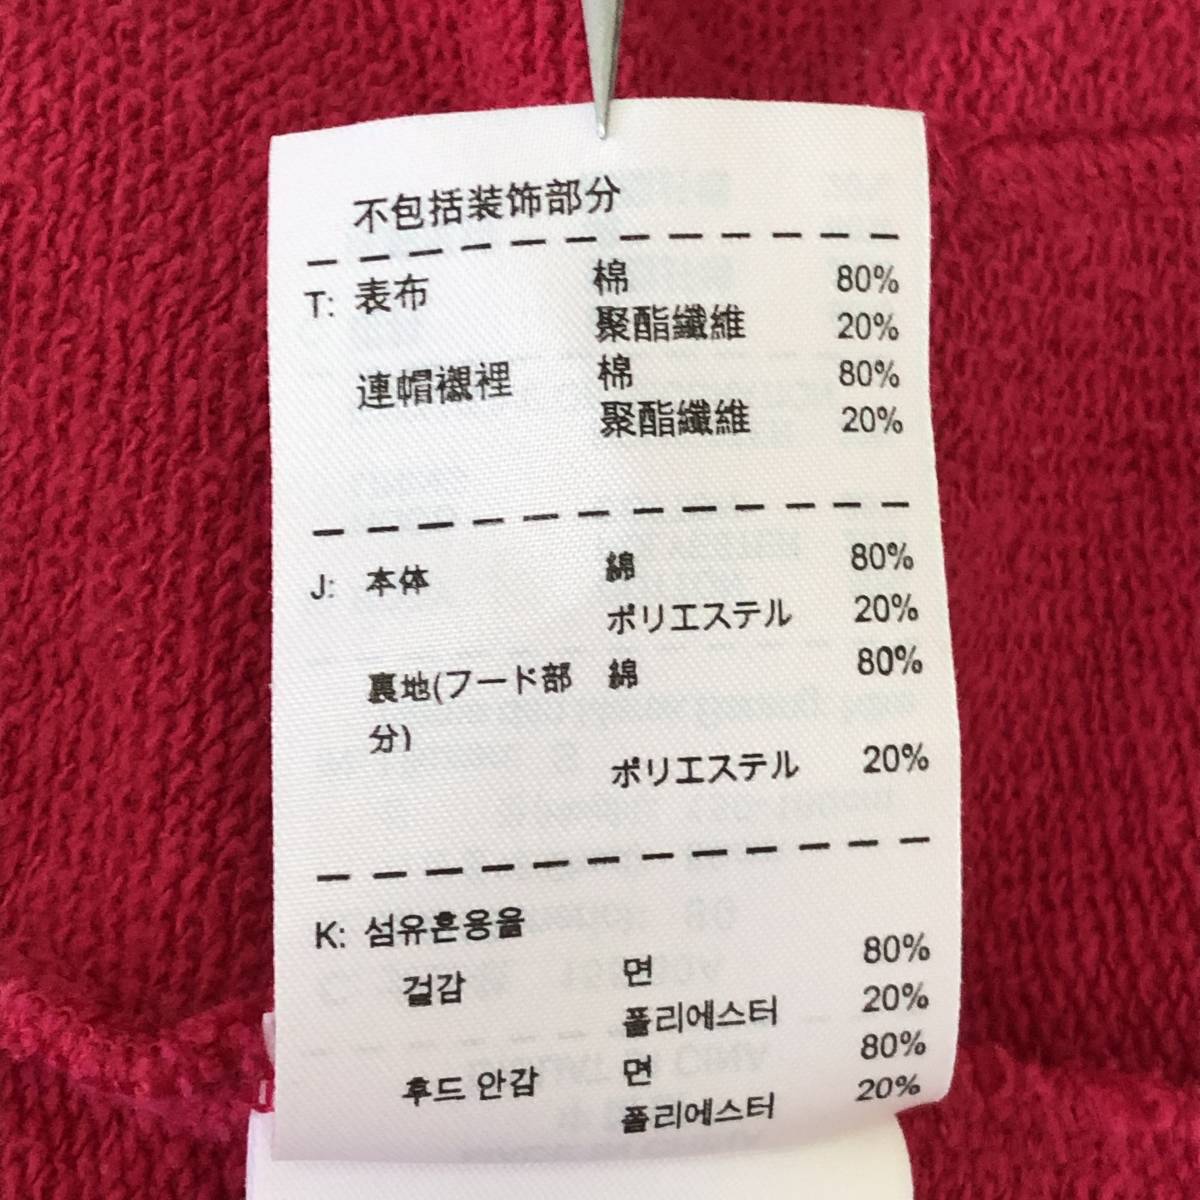 不包括装饰部分
T: 表布 棉 80%
聚酯纖維 20%
連帽襯裡 棉 80%
聚酯纖維 20%
J: 本体 綿 80%
ポリエステル 20%
裏地(フード部 綿 80%
分)
ポリエステル 20%
K: 섬유혼용율
겉감 면 80%
폴리에스터 20%
후드 안감 면 80%
폴리에스터 20%